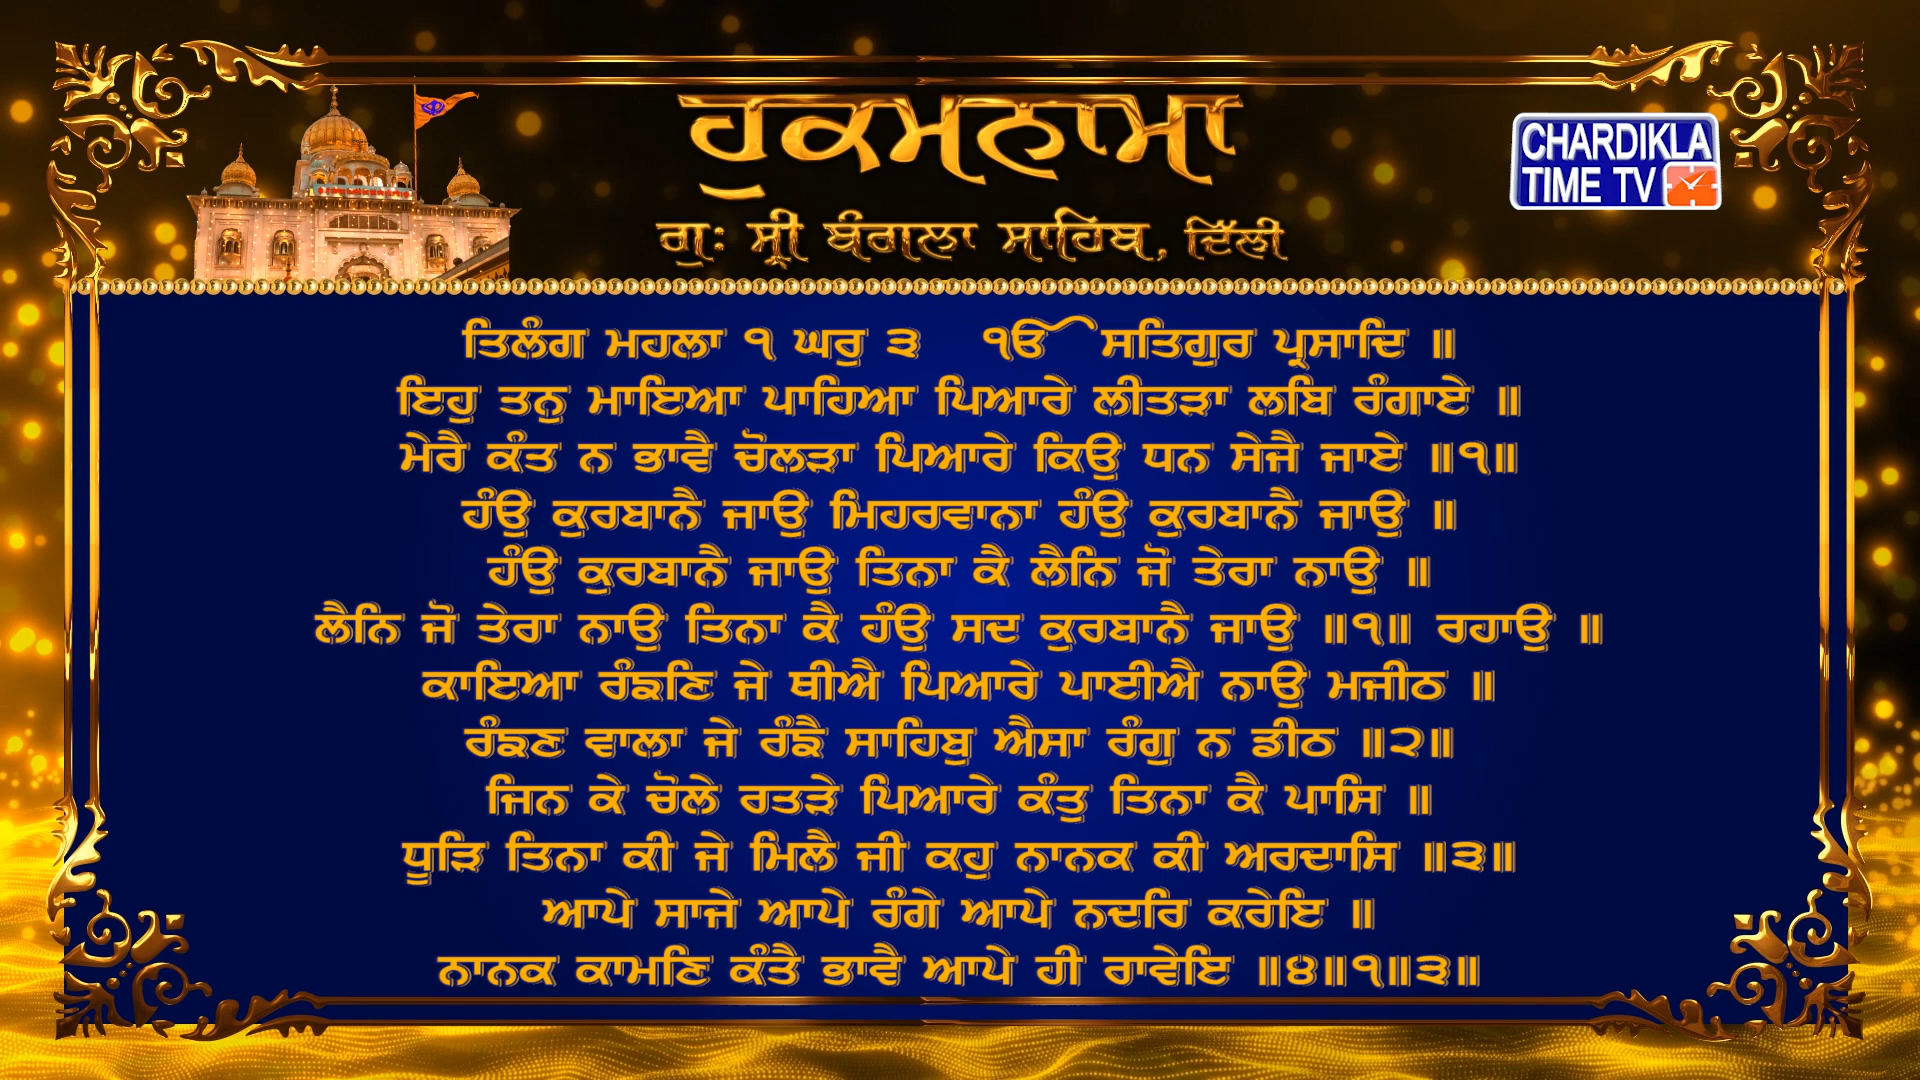 ਹੁਕਮਨਾਮਾ
ਗੁ: ਸ੍ਰੀ ਬੰਗਲਾ ਸਾਹਿਬ, ਦਿੱਲੀ
CHARDIKLA
TIME TV
ਤਿਲੰਗ ਮਹਲਾ ੧ ਘਰੁ ੩ ੴ ਸਤਿਗੁਰ ਪ੍ਰਸਾਦਿ ॥
ਇਹੁ ਤਨੁ ਮਾਇਆ ਪਾਹਿਆ ਪਿਆਰੇ ਲੀਤੜਾ ਲਬਿ ਰੰਗਾਏ ॥
ਮੇਰੈ ਕੰਤ ਨ ਭਾਵੈ ਚੋਲੜਾ ਪਿਆਰੇ ਕਿਉ ਧਨ ਸੇਜੈ ਜਾਏ ॥੧॥
ਹੰਉ ਕੁਰਬਾਨੈ ਜਾਉ ਮਿਹਰਵਾਨਾ ਹੰਉ ਕੁਰਬਾਨੈ ਜਾਉ ॥
ਹੰਉ ਕੁਰਬਾਨੈ ਜਾਉ ਤਿਨਾ ਕੈ ਲੈਨਿ ਜੋ ਤੇਰਾ ਨਾਉ ॥
ਲੈਨਿ ਜੋ ਤੇਰਾ ਨਾਉ ਤਿਨਾ ਕੈ ਹੰਉ ਸਦ ਕੁਰਬਾਨੈ ਜਾਉ ॥੧॥ ਰਹਾਉ ॥
ਕਾਇਆ ਰੰਙਣਿ ਜੇ ਥੀਐ ਪਿਆਰੇ ਪਾਈਐ ਨਾਉ ਮਜੀਠ ॥
ਰੰਙਣ ਵਾਲਾ ਜੇ ਰੰਙੈ ਸਾਹਿਬੁ ਐਸਾ ਰੰਗੁ ਨ ਡੀਠ ॥੨॥
ਜਿਨ ਕੇ ਚੋਲੇ ਰਤੜੇ ਪਿਆਰੇ ਕੰਤੁ ਤਿਨਾ ਕੈ ਪਾਸਿ ॥
ਧੂੜਿ ਤਿਨਾ ਕੀ ਜੇ ਮਿਲੈ ਜੀ ਕਹੁ ਨਾਨਕ ਕੀ ਅਰਦਾਸਿ ॥੩॥
ਆਪੇ ਸਾਜੇ ਆਪੇ ਰੰਗੇ ਆਪੇ ਨਦਰਿ ਕਰੇਇ ॥
ਨਾਨਕ ਕਾਮਣਿ ਕੰਤੈ ਭਾਵੈ ਆਪੇ ਹੀ ਰਾਵੇਇ ॥੪॥੧॥੩॥